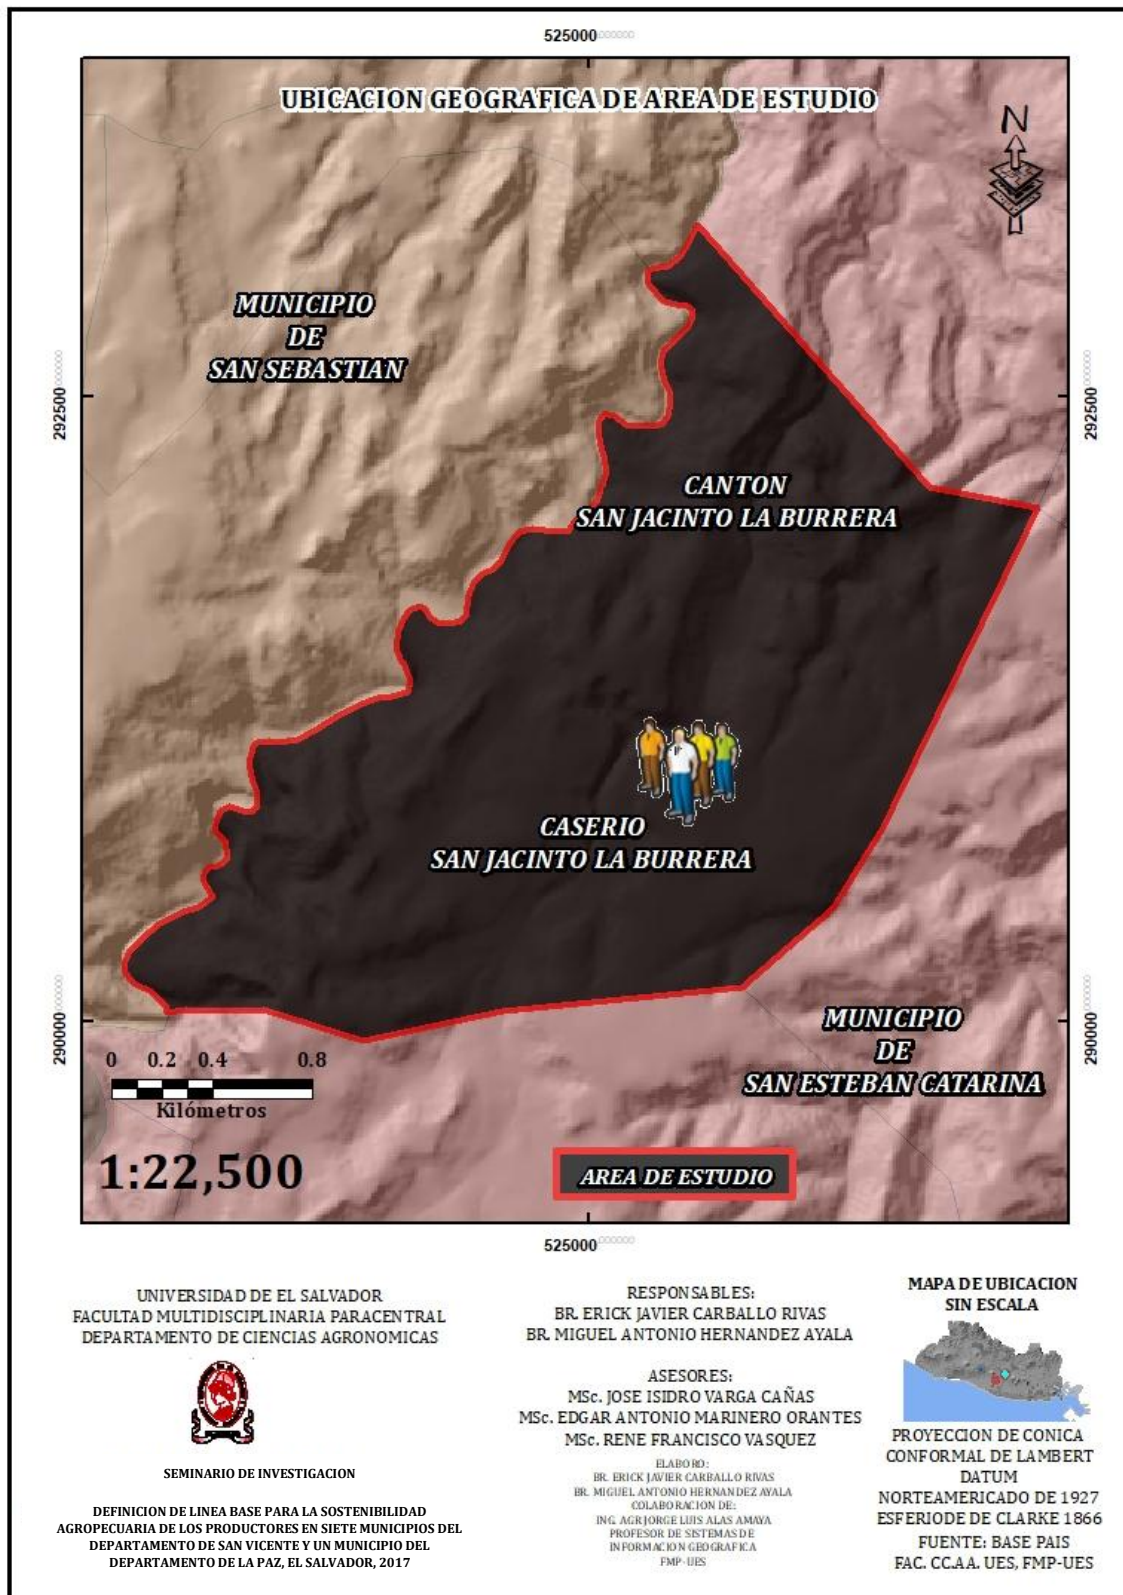 525000000000
UBICACION GEOGRAFICA DE AREA DE ESTUDIO
N
MUNICIPIO
DE
SAN SEBASTIAN
292500
292500
CANTON
SAN JACINTO LA BURRERA
CASERIO
SAN JACINTO LA BURRERA
290000
290000
MUNICIPIO
DE
SAN ESTEBAN CATARINA
0 0.2 0.4 0.8
Kilómetros
1:22,500
AREA DE ESTUDIO
525000000000
UNIVERSIDAD DE EL SALVADOR
FACULTAD MULTIDISCIPLINARIA PARACENTRAL
DEPARTAMENTO DE CIENCIAS AGRONOMICAS
SEMINARIO DE INVESTIGACION
DEFINICION DE LINEA BASE PARA LA SOSTENIBILIDAD
AGROPECUARIA DE LOS PRODUCTORES EN SIETE MUNICIPIOS DEL
DEPARTAMENTO DE SAN VICENTE Y UN MUNICIPIO DEL
DEPARTAMENTO DE LA PAZ, EL SALVADOR, 2017
RESPONSABLES:
BR. ERICK JAVIER CARBALLO RIVAS
BR. MIGUEL ANTONIO HERNANDEZ AYALA
ASESORES:
MSc. JOSE ISIDRO VARGA CAÑAS
MSc. EDGAR ANTONIO MARINERO ORANTES
MSc. RENE FRANCISCO VASQUEZ
ELABORO:
BR. ERICK JAVIER CARBALLO RIVAS
BR. MIGUEL ANTONIO HERNANDEZ AYALA
COLABORACION DE:
ING. AGR JORGE LUIS ALAS AMAYA
PROFESOR DE SISTEMAS DE
INFORMACION GEOGRAFICA
FMP-UES
MAPA DE UBICACION
SIN ESCALA
PROYECCION DE CONICA
CONFORMAL DE LAMBERT
DATUM
NORTEAMERICADO DE 1927
ESFERIODE DE CLARKE 1866
FUENTE: BASE PAIS
FAC. CC.AA. UES, FMP-UES